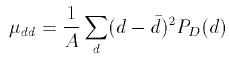 μ_{dd} = \frac{1}{A} \sum_{d} (d - \bar{d})^2 P_D(d)